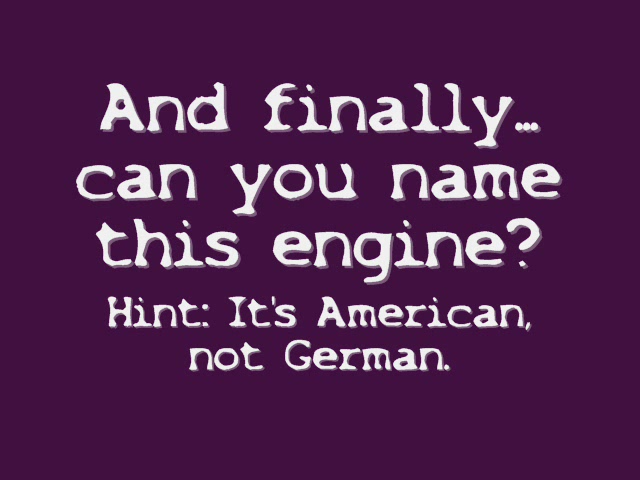 And finally...
can you name
this engine?
Hint: It's American,
not German.